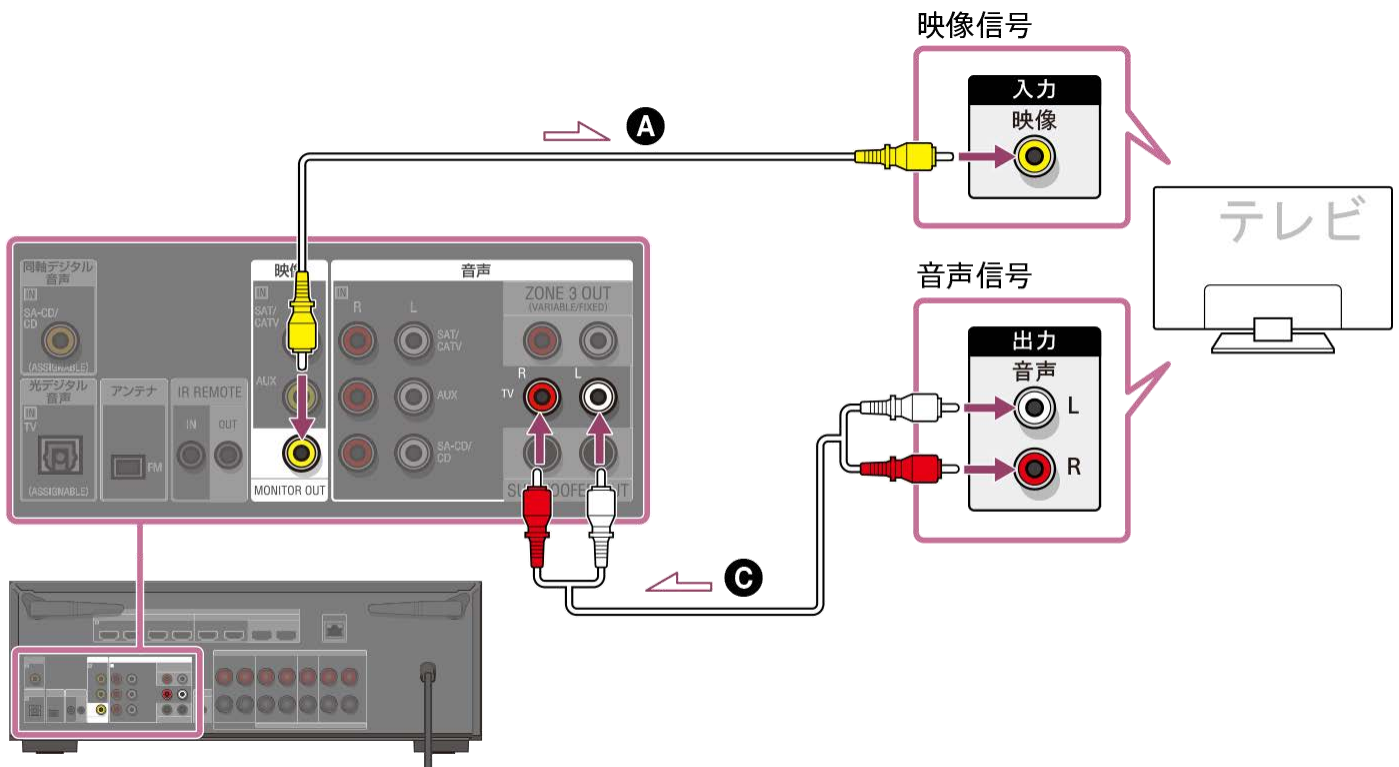 映像信号
入力
映像
A
テレビ
同軸デジタル
音声
IN
SA-CD/
CD
(ASSIGNABLE)
光デジタル
音声
IN
TV
(ASSIGNABLE)
アンテナ
FM
IR REMOTE
IN OUT
映像
IN
SAT/
CATV
AUX
MONITOR OUT
音声
IN
R L
SAT/
CATV
AUX
SA-CD/
CD
ZONE 3 OUT
(VARIABLE/FIXED)
R L
TV
音声信号
出力
音声
L
R
C